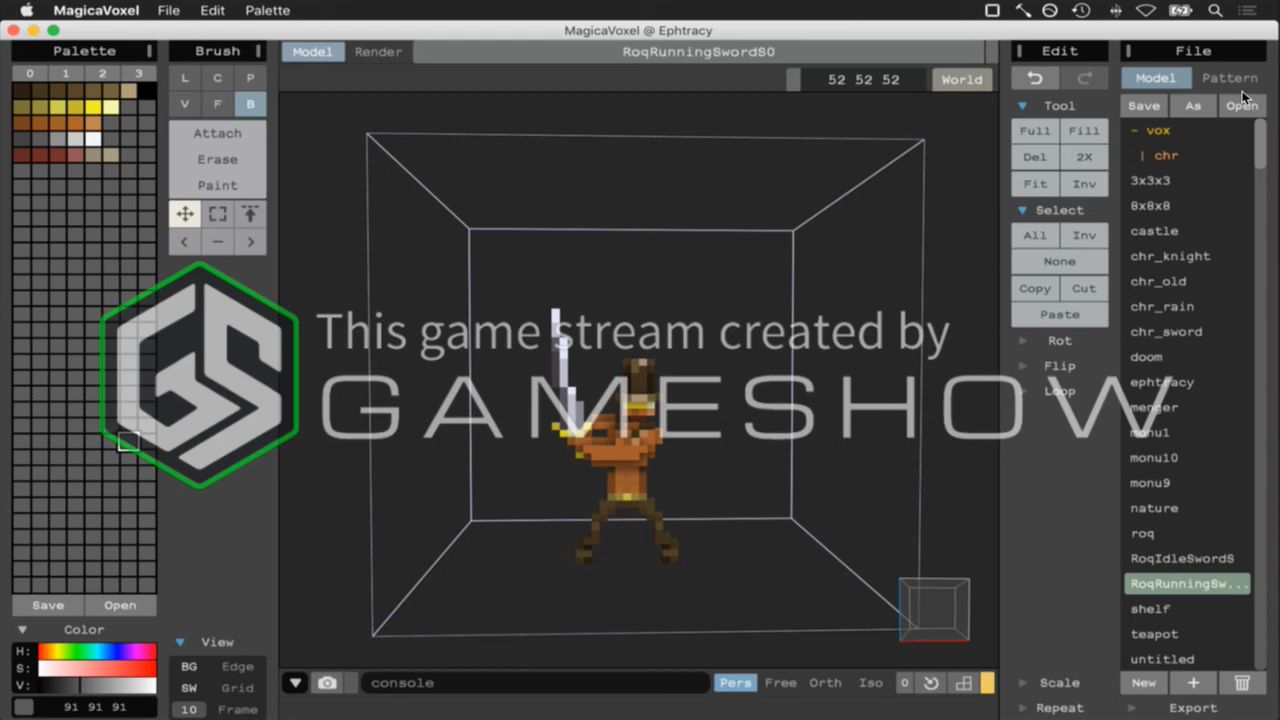 MagicaVoxel File Edit Palette
MagicaVoxel @ Ephtracy
Palette Brush Model Render RoqRunningSwordS0 Edit File
0 1 2 3 L C P 52 52 52 World Model Pattern
V F B Tool Save As Open
Attach Full Fill - vox
Erase Del 2X | chr
Paint Fit Inv 3x3x3
Select 8x8x8
< - > All Inv castle
None chr_knight
Copy Cut chr_old
Paste chr_rain
This game stream created by Rot chr_sword
GS GAMESHOW Flip doom
Loop ephtracy
menger
monu1
monu10
monu9
nature
roq
RoqIdleSwordS
RoqRunningSw...
Save Open shelf
Color View teapot
H: BG Edge untitled
S: SW Grid console Pers Free Orth Iso 0 Scale New +
V: 91 91 91 10 Frame Repeat Export